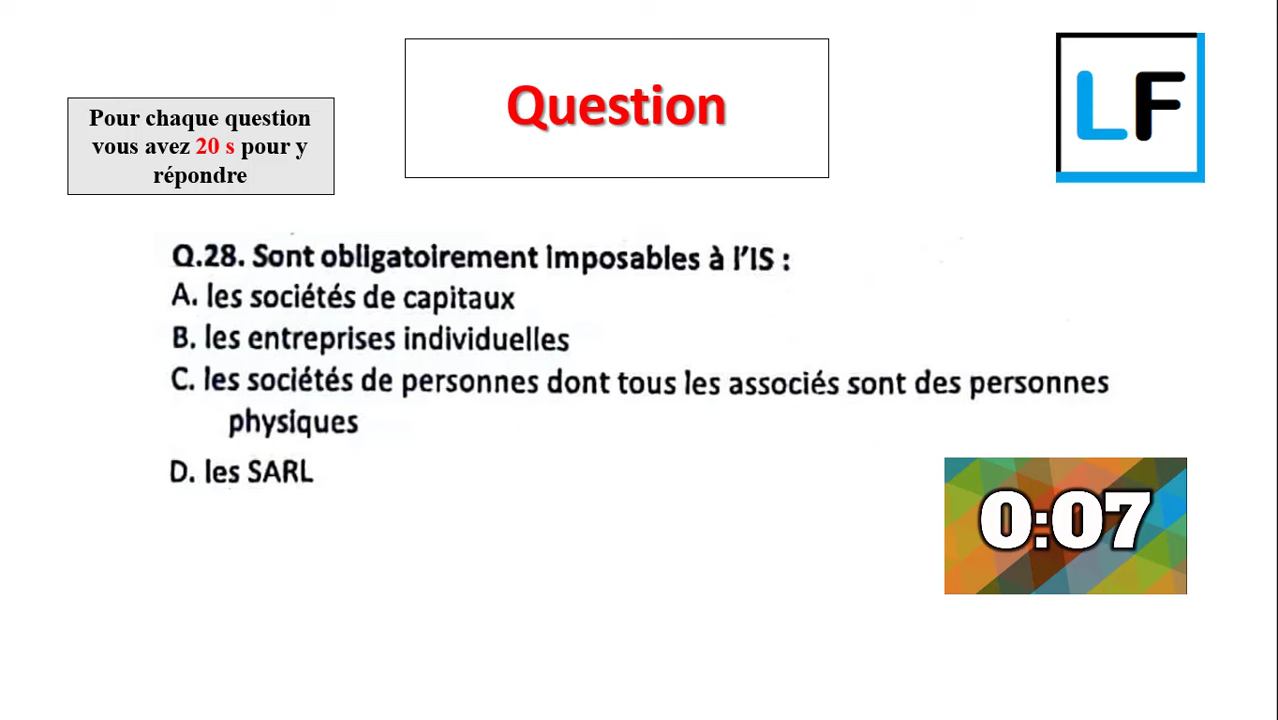 Question
LF
Pour chaque question
vous avez 20 s pour y
répondre
Q.28. Sont obligatoirement imposables à l'IS :
A. les sociétés de capitaux
B. les entreprises individuelles
C. les sociétés de personnes dont tous les associés sont des personnes
physiques
D. les SARL
0:07